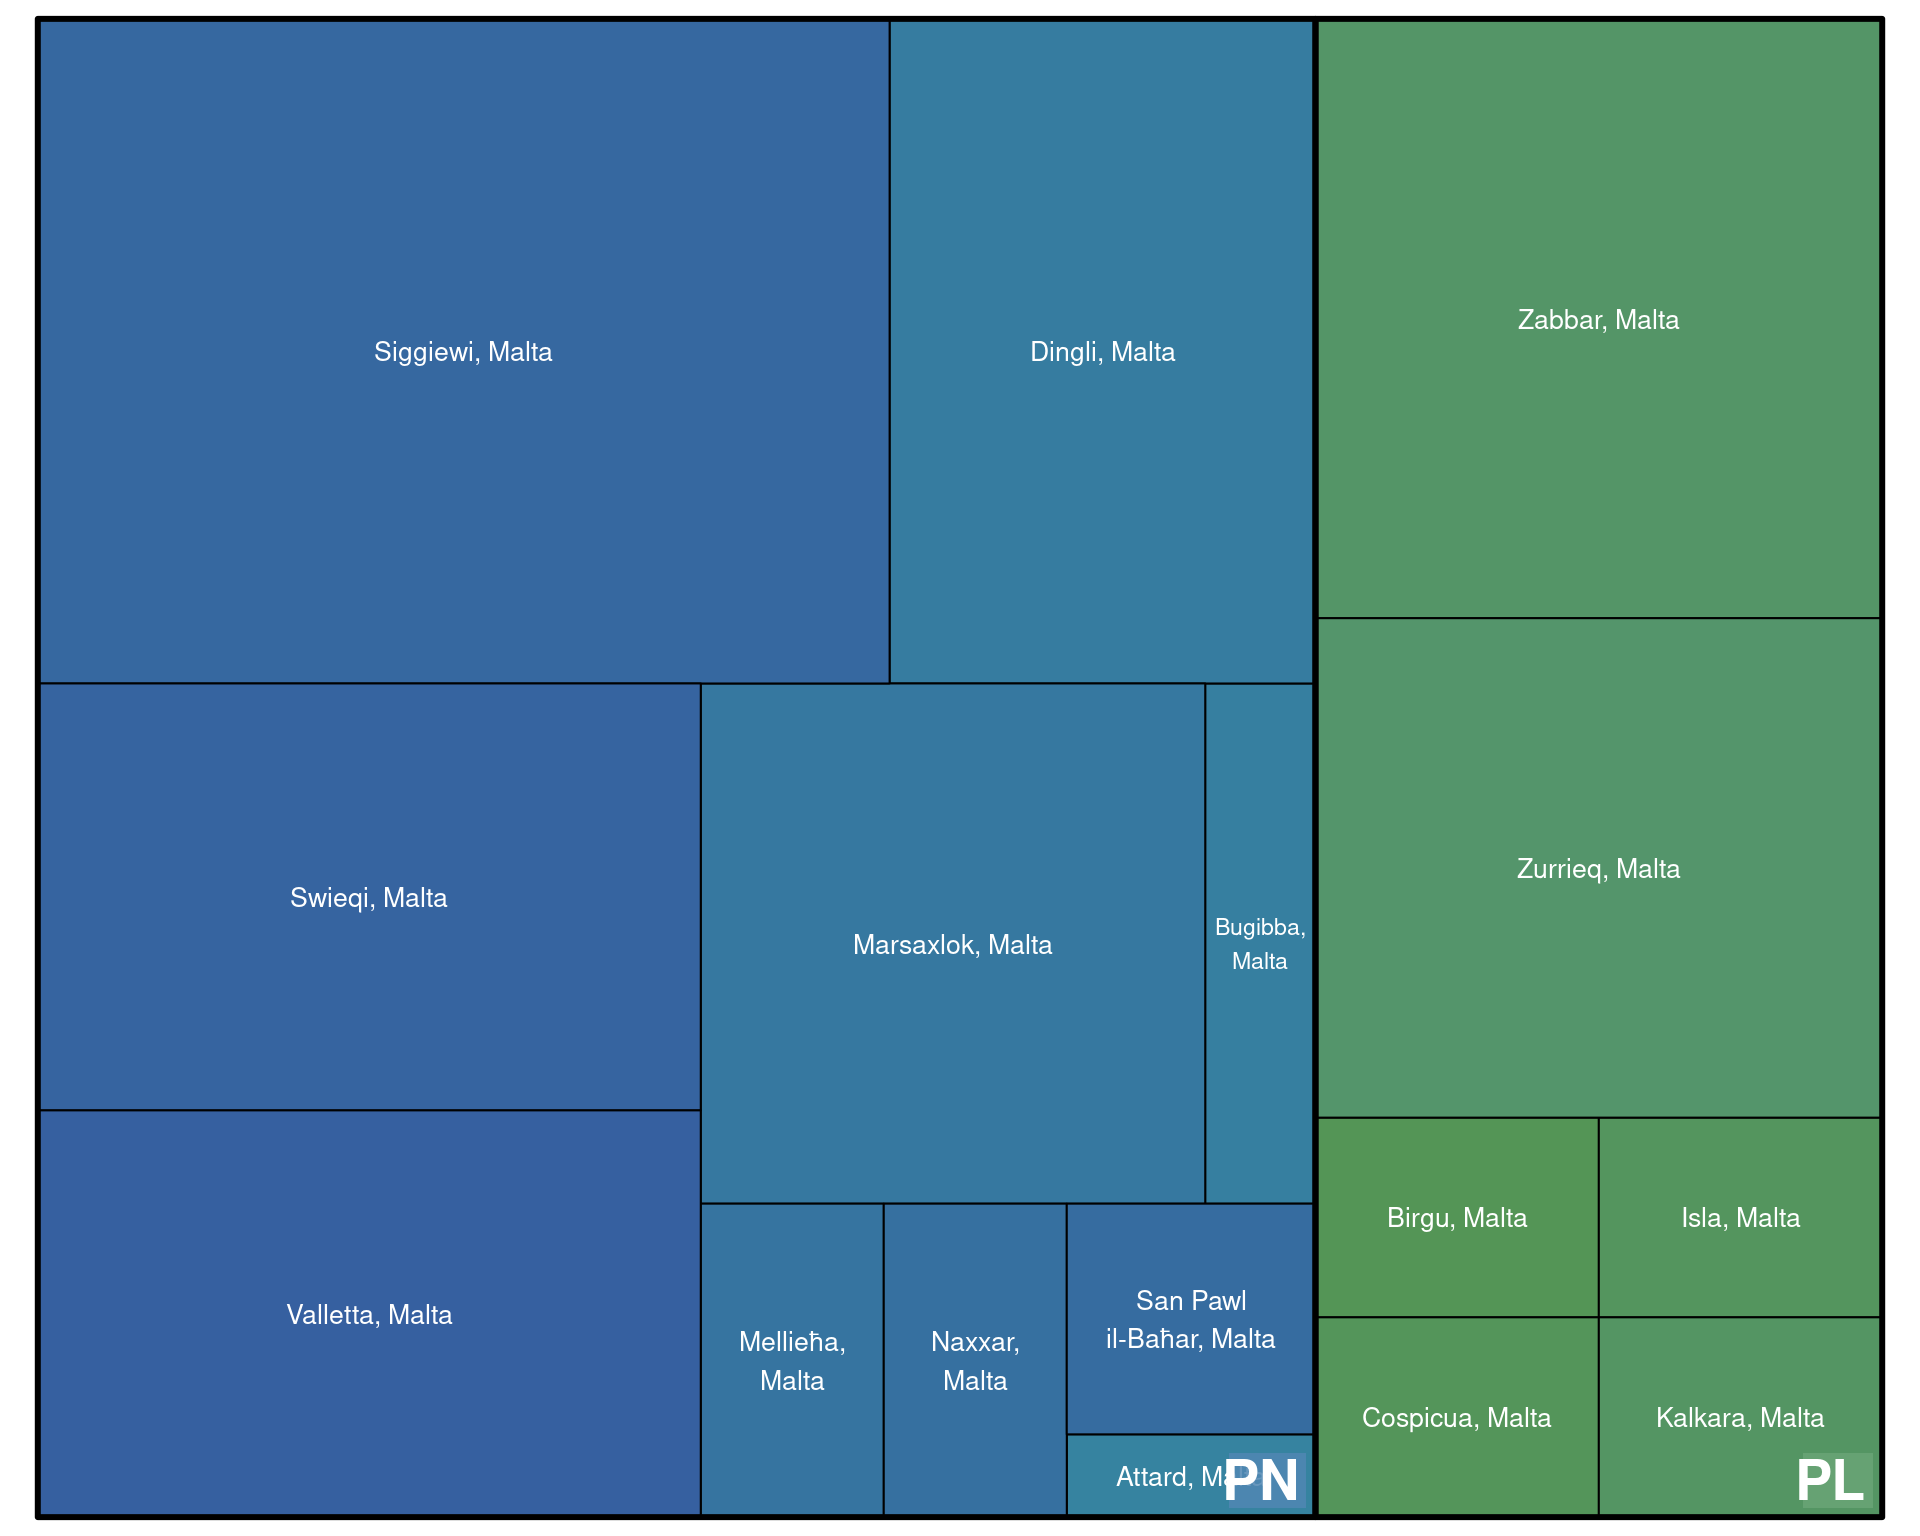 Siggiewi, Malta
Dingli, Malta
Zabbar, Malta
Swieqi, Malta
Marsaxlok, Malta
Bugibba,
Malta
Zurrieq, Malta
Valletta, Malta
Mellieħa,
Malta
Naxxar,
Malta
San Pawl
il-Baħar, Malta
Attard,
PN
Birgu, Malta
Isla, Malta
Cospicua, Malta
Kalkara, Malta
PL